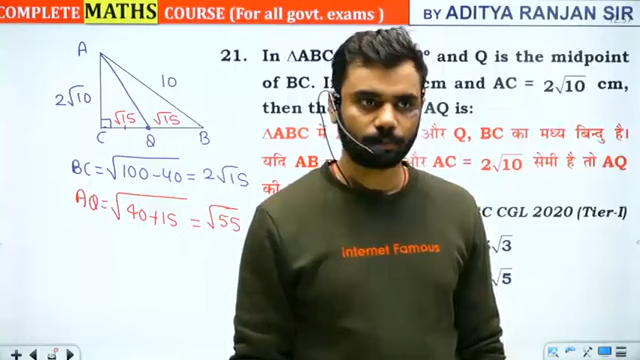 COMPLETE MATHS COURSE (For all govt. exams)
BY ADITYA RANJAN SIR
21. In ∆ABC ° and Q is the midpoint
of BC. cm and AC = 2√10 cm,
then AQ is:
∆ABC में और Q, BC का मध्य बिन्दु है।
यदि AB और AC = 2√10 सेमी है तो AQ
की
CGL 2020 (Tier-I)
√3
√5
A
2√10
10
√15 √15
C Q B
BC = √100-40 = 2√15
AQ = √40+15 = √55
Internet Famous